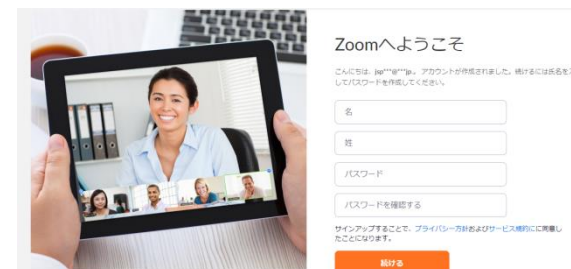 Zoomへようこそ
こんにちは、jsp***@***jp。アカウントが作成されました。続けるには氏名を
してパスワードを作成してください。
名
姓
パスワード
パスワードを確認する
サインアップすることで、プライバシー方針およびサービス規約にに同意し
たことになります。
続ける